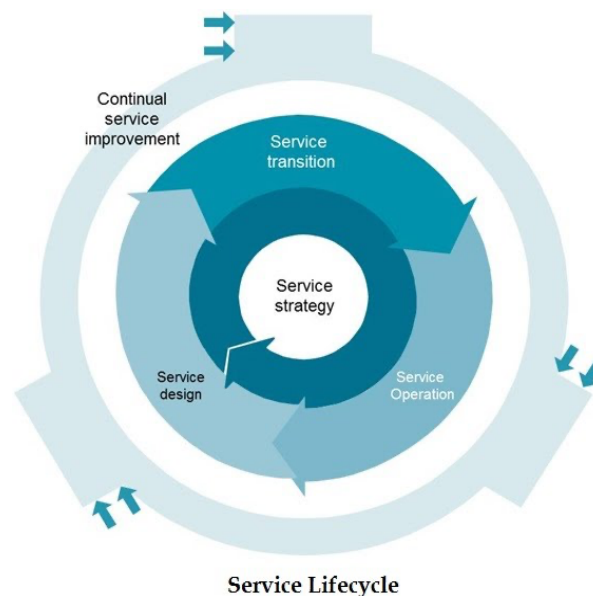 Continual
service
improvement
Service
transition
Service
strategy
Service
design
Service
Operation
Service Lifecycle